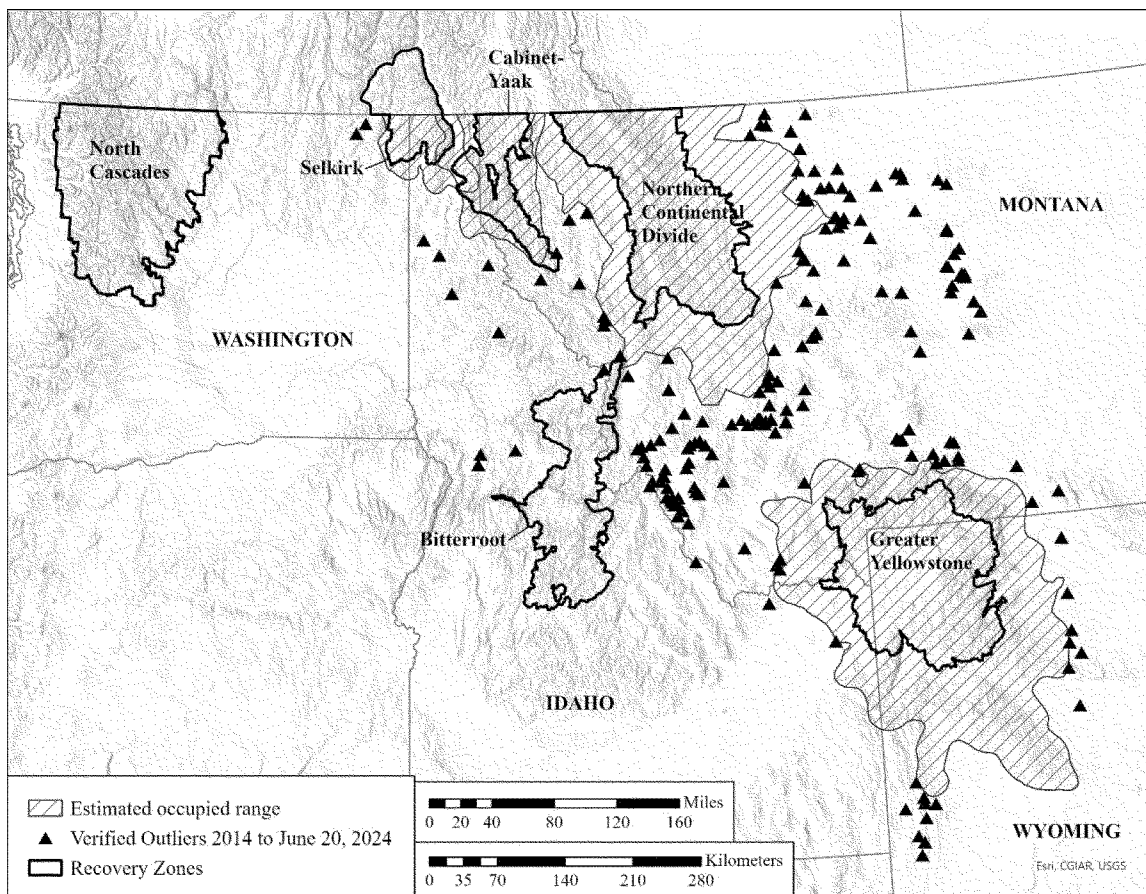 Cabinet-
Yaak
North
Cascades
Selkirk
Northern
Continental
Divide
MONTANA
WASHINGTON
Bitterroot
Greater
Yellowstone
IDAHO
WYOMING
Estimated occupied range
Verified Outliers 2014 to June 20, 2024
Recovery Zones
Miles
0 20 40 80 120 160
Kilometers
0 35 70 140 210 280
Esri, CGIAR, USGS